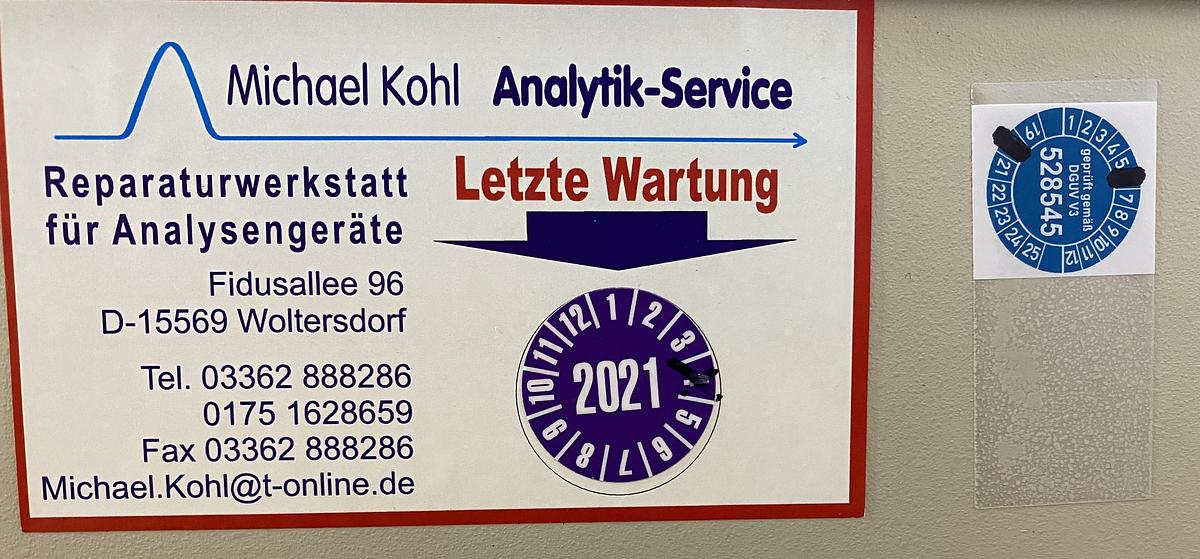 Michael Kohl Analytik-Service
Reparaturwerkstatt
für Analysengeräte
Letzte Wartung
Fidusallee 96
D-15569 Woltersdorf
Tel. 03362 888286
0175 1628659
Fax 03362 888286
Michael.Kohl@t-online.de
1 2 3 5 6 7 8 9 10 11 12
2021
1 2 3 4 5 7 8 9 10 11 12
19 21 22 23 24 25
geprüft gemäß
DGUV V3
528545